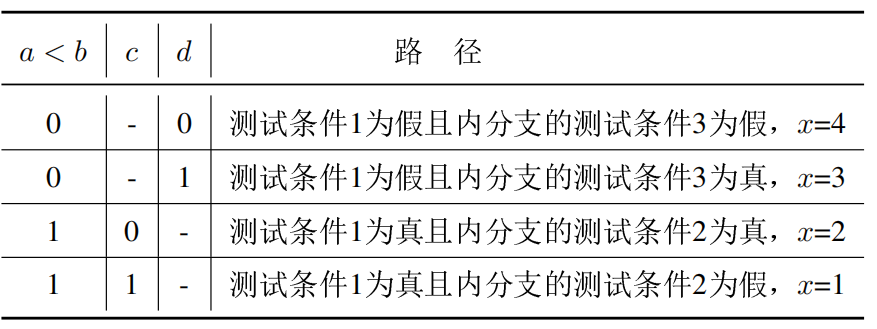 a < b c d 路 径
0 - 0 测试条件1为假且内分支的测试条件3为假，x=4
0 - 1 测试条件1为假且内分支的测试条件3为真，x=3
1 0 - 测试条件1为真且内分支的测试条件2为真，x=2
1 1 - 测试条件1为真且内分支的测试条件2为假，x=1